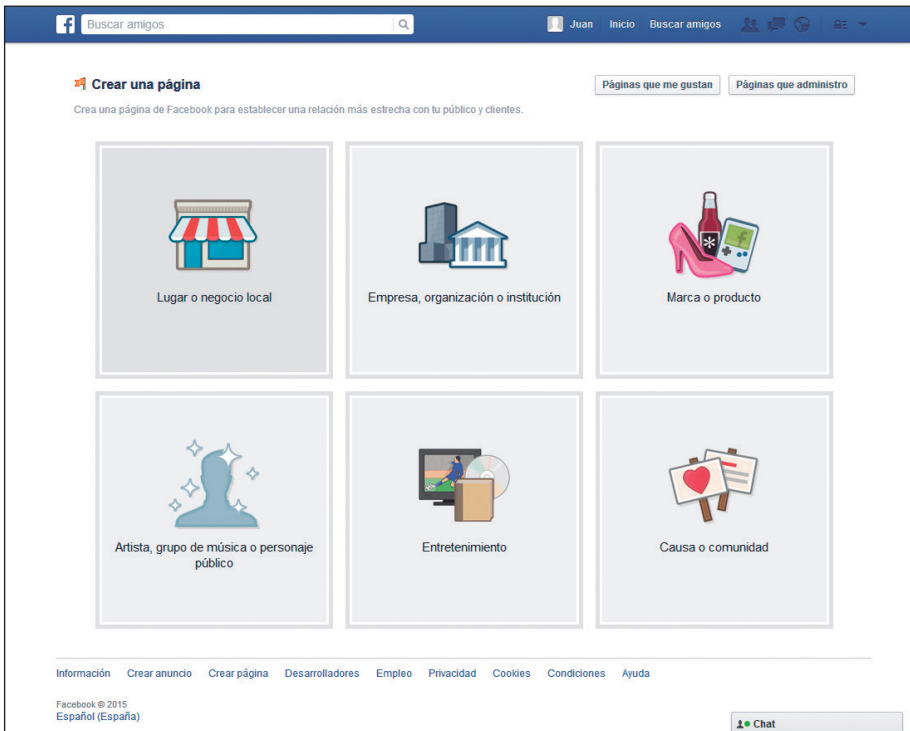 f Buscar amigos Juan Inicio Buscar amigos
Crear una página Páginas que me gustan Páginas que administro
Crea una página de Facebook para establecer una relación más estrecha con tu público y clientes.
Lugar o negocio local
Empresa, organización o institución
Marca o producto
Artista, grupo de música o personaje
público
Entretenimiento
Causa o comunidad
Información Crear anuncio Crear página Desarrolladores Empleo Privacidad Cookies Condiciones Ayuda
Facebook © 2015
Español (España)
Chat